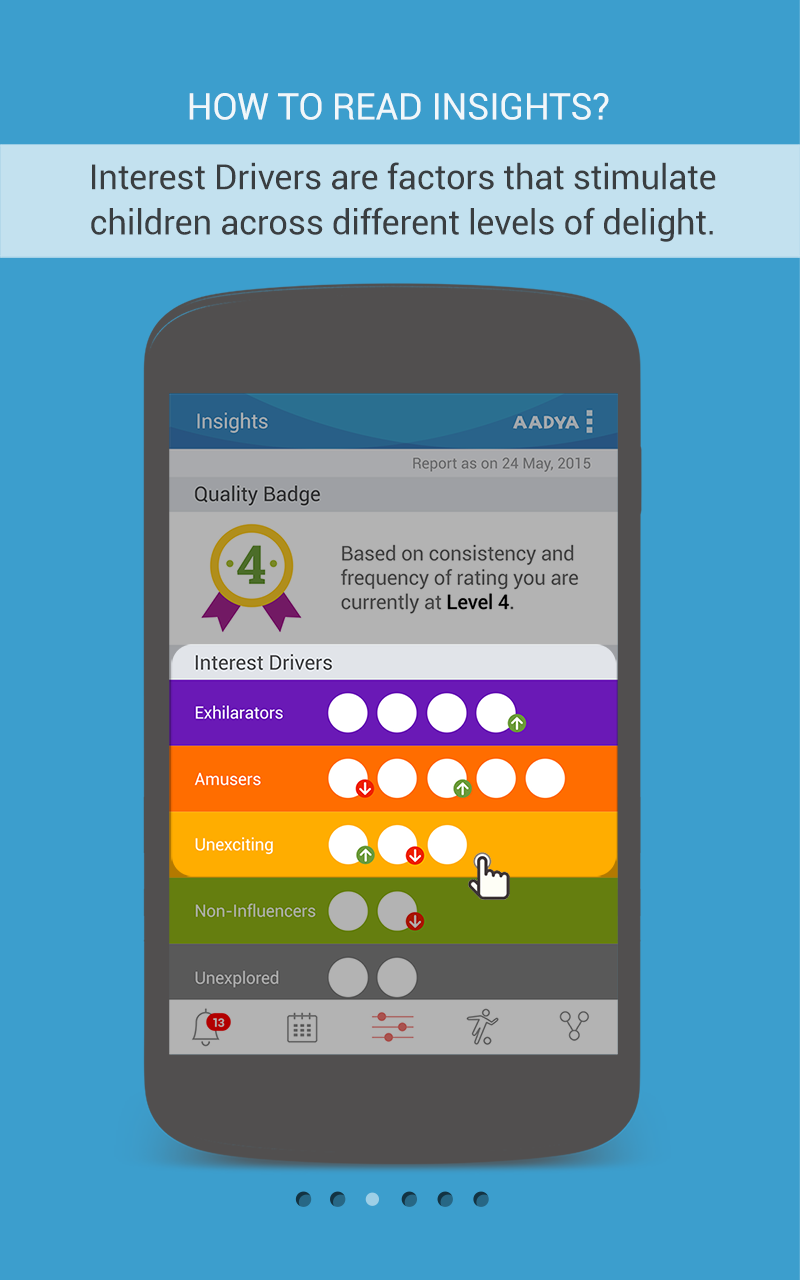 HOW TO READ INSIGHTS?
Interest Drivers are factors that stimulate
children across different levels of delight.
Insights
AADYA
Report as on 24 May, 2015
Quality Badge
4
Based on consistency and
frequency of rating you are
currently at Level 4.
Interest Drivers
Exhilarators
Amusers
Unexciting
Non-Influencers
Unexplored
13